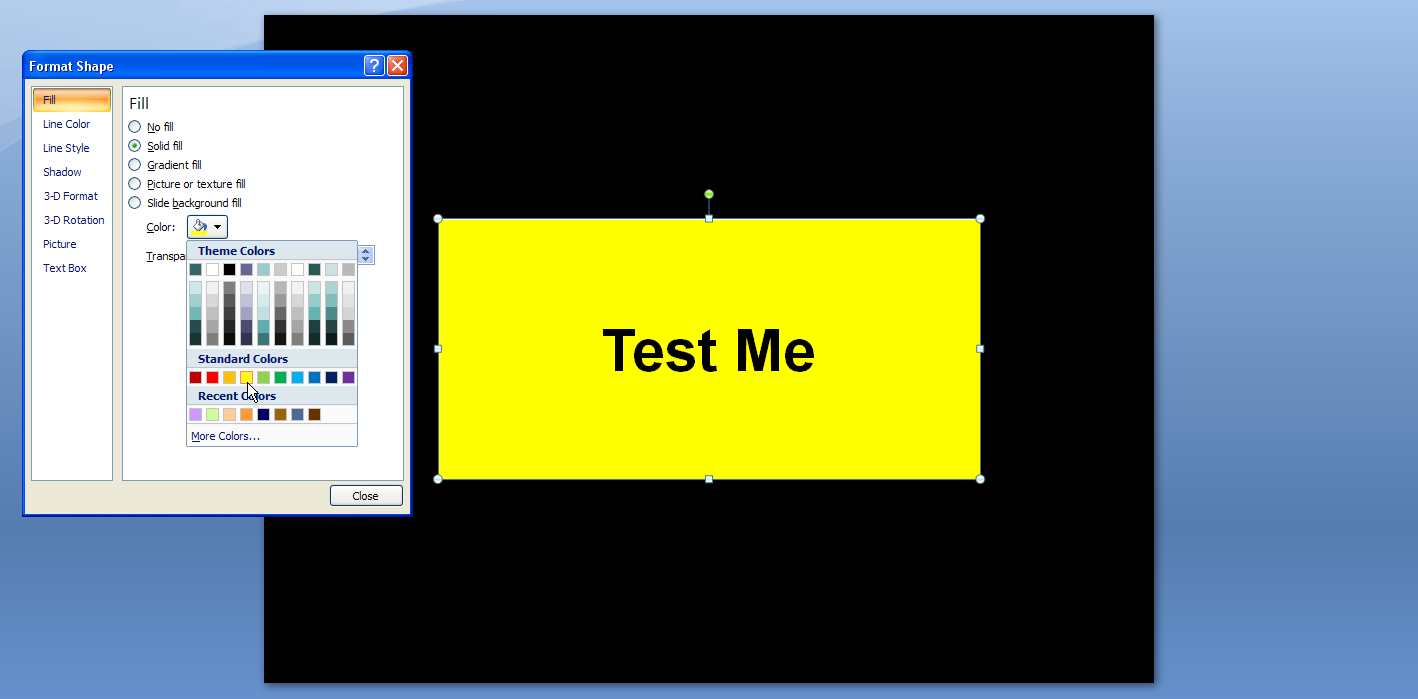 Format Shape
?
Fill
Line Color
Line Style
Shadow
3-D Format
3-D Rotation
Picture
Text Box
Fill
No fill
Solid fill
Gradient fill
Picture or texture fill
Slide background fill
Color:
Transpa
Theme Colors
Standard Colors
Recent Colors
More Colors...
Close
Test Me